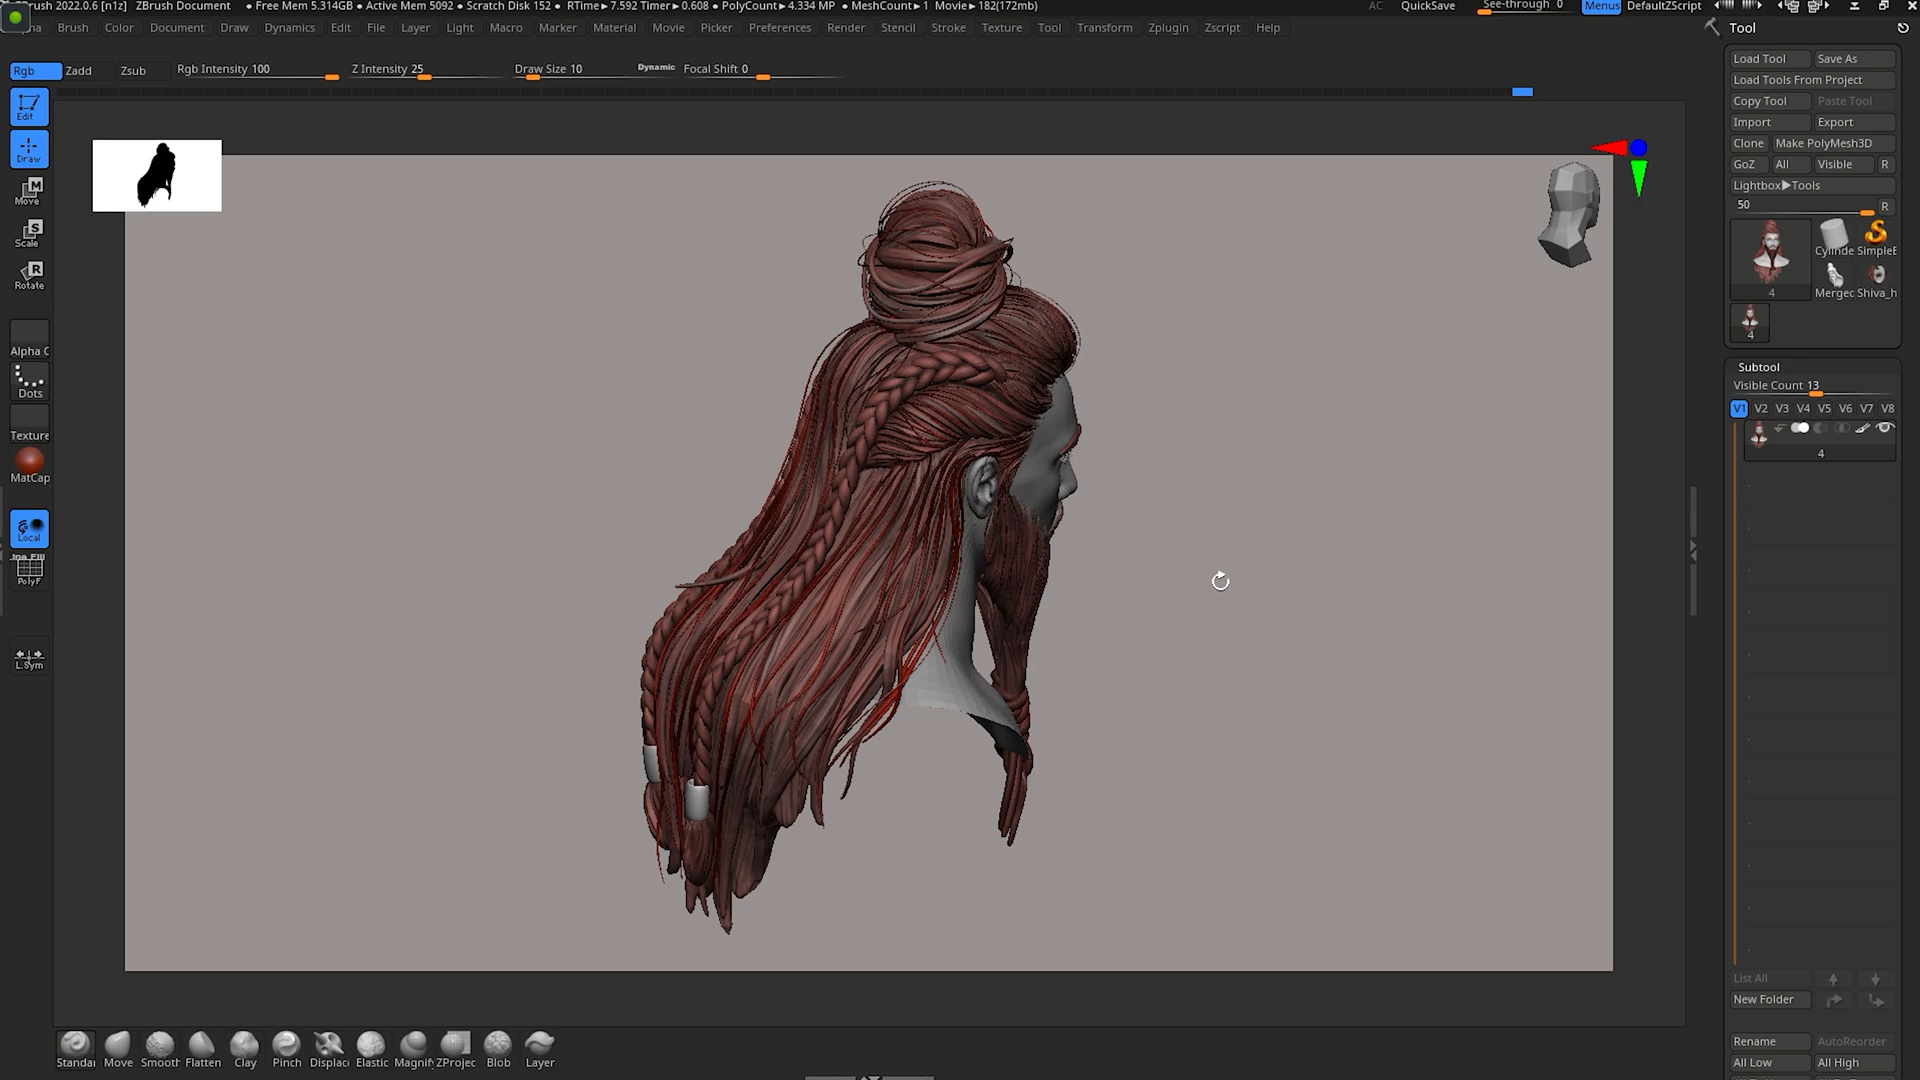 Brush 2022.0.6 [n1z] ZBrush Document • Free Mem 5.314GB • Active Mem 5092 • Scratch Disk 152 • RTime▸7.592 Timer▸0.608 • PolyCount▸4.334 MP • MeshCount▸1 Movie▸182(172mb) AC QuickSave See-through 0 Menus DefaultZScript
Brush Color Document Draw Dynamics Edit File Layer Light Macro Marker Material Movie Picker Preferences Render Stencil Stroke Texture Tool Transform Zplugin Zscript Help Tool
Rgb Zadd Zsub Rgb Intensity 100 Z Intensity 25 Draw Size 10 Dynamic Focal Shift 0
Load Tool Save As
Load Tools From Project
Copy Tool Paste Tool
Import Export
Clone Make PolyMesh3D
GoZ All Visible R
Lightbox▸Tools
50 R
Cylinde SimpleE
4 Mergec Shiva_h
4
Subtool
Visible Count 13
V1 V2 V3 V4 V5 V6 V7 V8
4
List All
New Folder
Rename AutoReorder
All Low All High
Edit
Draw
M
Move
S
Scale
R
Rotate
Alpha
Dots
Texture
MatCap
Local
Line Fill
PolyF
L.Sym
Standa Move Smooth Flatten Clay Pinch Displac Elastic Magnify ZProjec Blob Layer